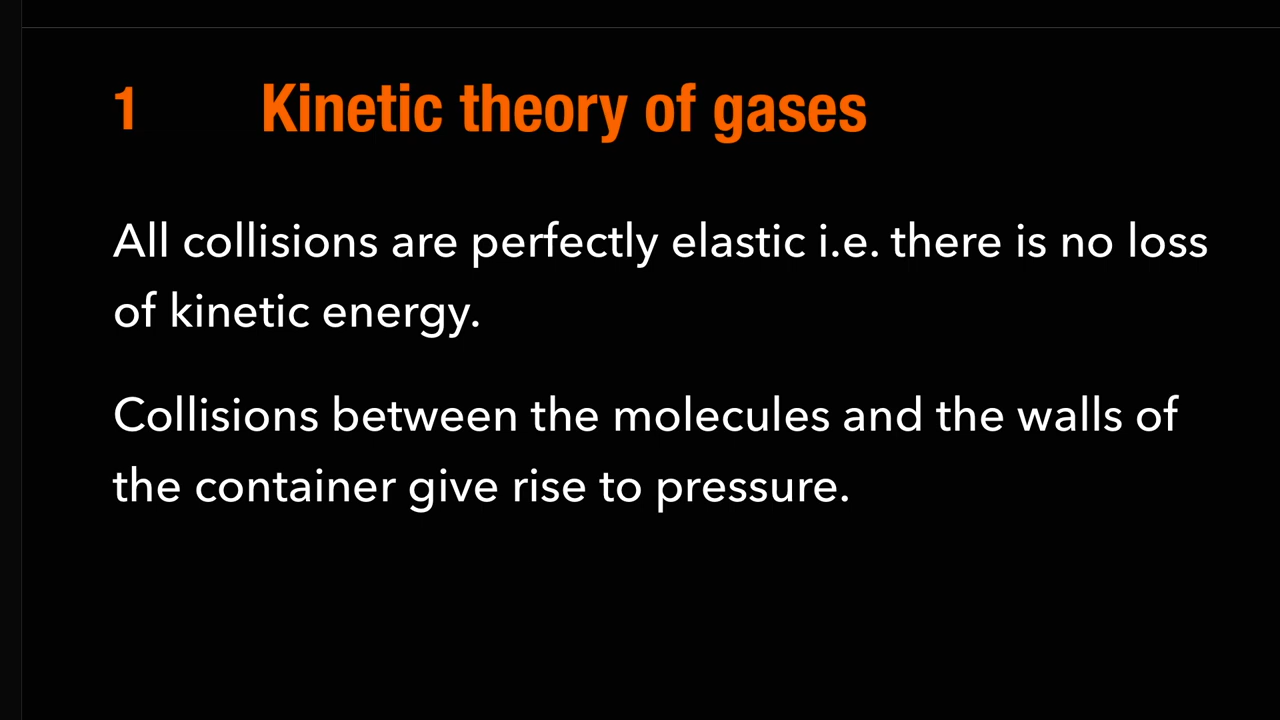 1 Kinetic theory of gases
All collisions are perfectly elastic i.e. there is no loss
of kinetic energy.
Collisions between the molecules and the walls of
the container give rise to pressure.